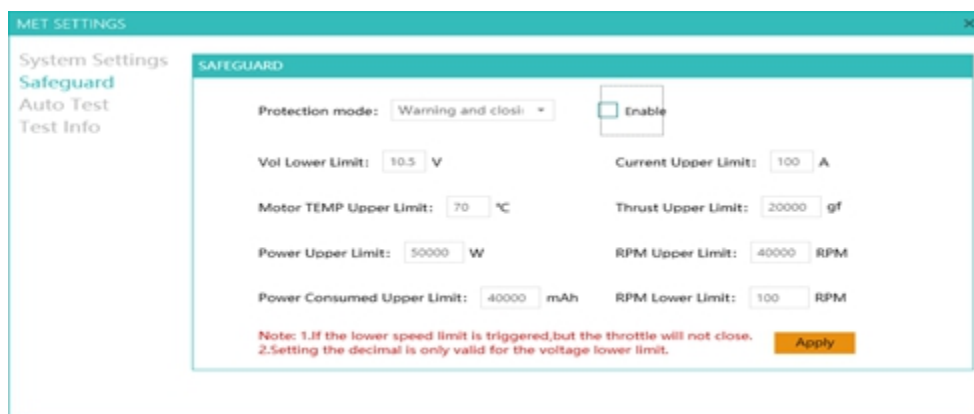 MET SETTINGS
System Settings
Safeguard
Auto Test
Test Info
SAFEGUARD
Protection mode: Warning and closi Enable
Vol Lower Limit: 10.5 V Current Upper Limit: 100 A
Motor TEMP Upper Limit: 70 ℃ Thrust Upper Limit: 20000 gf
Power Upper Limit: 50000 W RPM Upper Limit: 40000 RPM
Power Consumed Upper Limit: 40000 mAh RPM Lower Limit: 100 RPM
Note: 1.If the lower speed limit is triggered,but the throttle will not close.
2.Setting the decimal is only valid for the voltage lower limit.
Apply